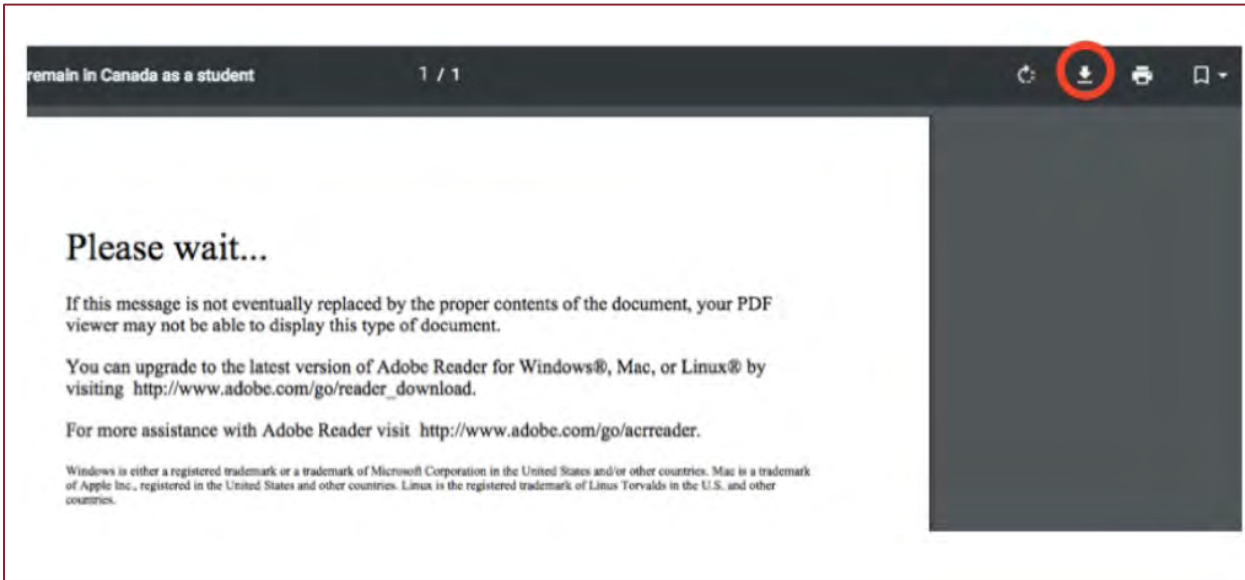 remain in Canada as a student
1 / 1
Please wait...
If this message is not eventually replaced by the proper contents of the document, your PDF
viewer may not be able to display this type of document.
You can upgrade to the latest version of Adobe Reader for Windows®, Mac, or Linux® by
visiting http://www.adobe.com/go/reader_download.
For more assistance with Adobe Reader visit http://www.adobe.com/go/acrreader.
Windows is either a registered trademark or a trademark of Microsoft Corporation in the United States and/or other countries. Mac is a trademark
of Apple Inc., registered in the United States and other countries. Linux is the registered trademark of Linus Torvalds in the U.S. and other
countries.